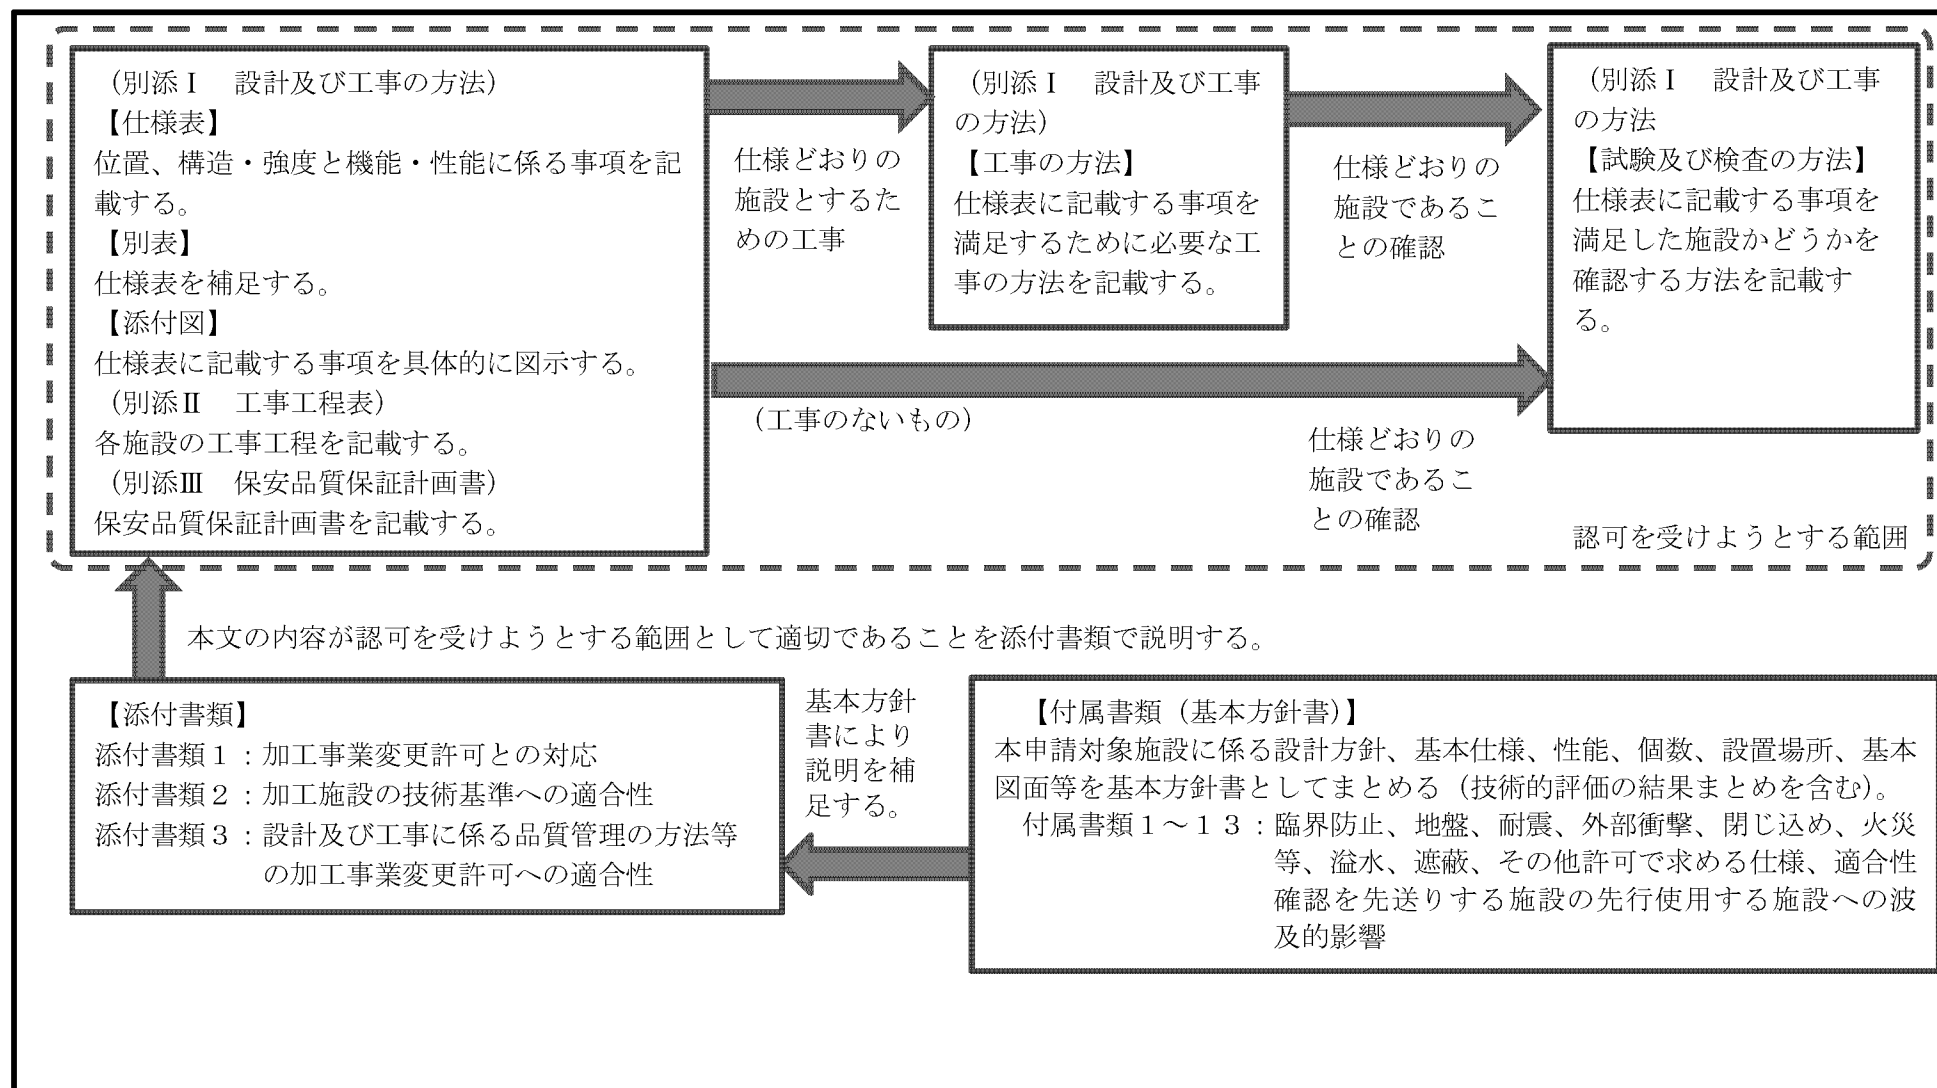 （別添Ⅰ　設計及び工事の方法）
【仕様表】
位置、構造・強度と機能・性能に係る事項を記
載する。
【別表】
仕様表を補足する。
【添付図】
仕様表に記載する事項を具体的に図示する。
（別添Ⅱ　工事工程表）
各施設の工事工程を記載する。
（別添Ⅲ　保安品質保証計画書）
保安品質保証計画書を記載する。
仕様どおりの
施設とするた
めの工事
（別添Ⅰ　設計及び工事
の方法）
【工事の方法】
仕様表に記載する事項を
満足するために必要な工
事の方法を記載する。
仕様どおりの
施設であるこ
との確認
（別添Ⅰ　設計及び工事
の方法
【試験及び検査の方法】
仕様表に記載する事項を
満足した施設かどうかを
確認する方法を記載す
る。
（工事のないもの）
仕様どおりの
施設であるこ
との確認
認可を受けようとする範囲
本文の内容が認可を受けようとする範囲として適切であることを添付書類で説明する。
【添付書類】
添付書類１：加工事業変更許可との対応
添付書類２：加工施設の技術基準への適合性
添付書類３：設計及び工事に係る品質管理の方法等
の加工事業変更許可への適合性
基本方針
書により
説明を補
足する。
【付属書類（基本方針書）】
本申請対象施設に係る設計方針、基本仕様、性能、個数、設置場所、基本
図面等を基本方針書としてまとめる（技術的評価の結果まとめを含む）。
付属書類１～１３：臨界防止、地盤、耐震、外部衝撃、閉じ込め、火災
等、溢水、遮蔽、その他許可で求める仕様、適合性
確認を先送りする施設の先行使用する施設への波
及的影響